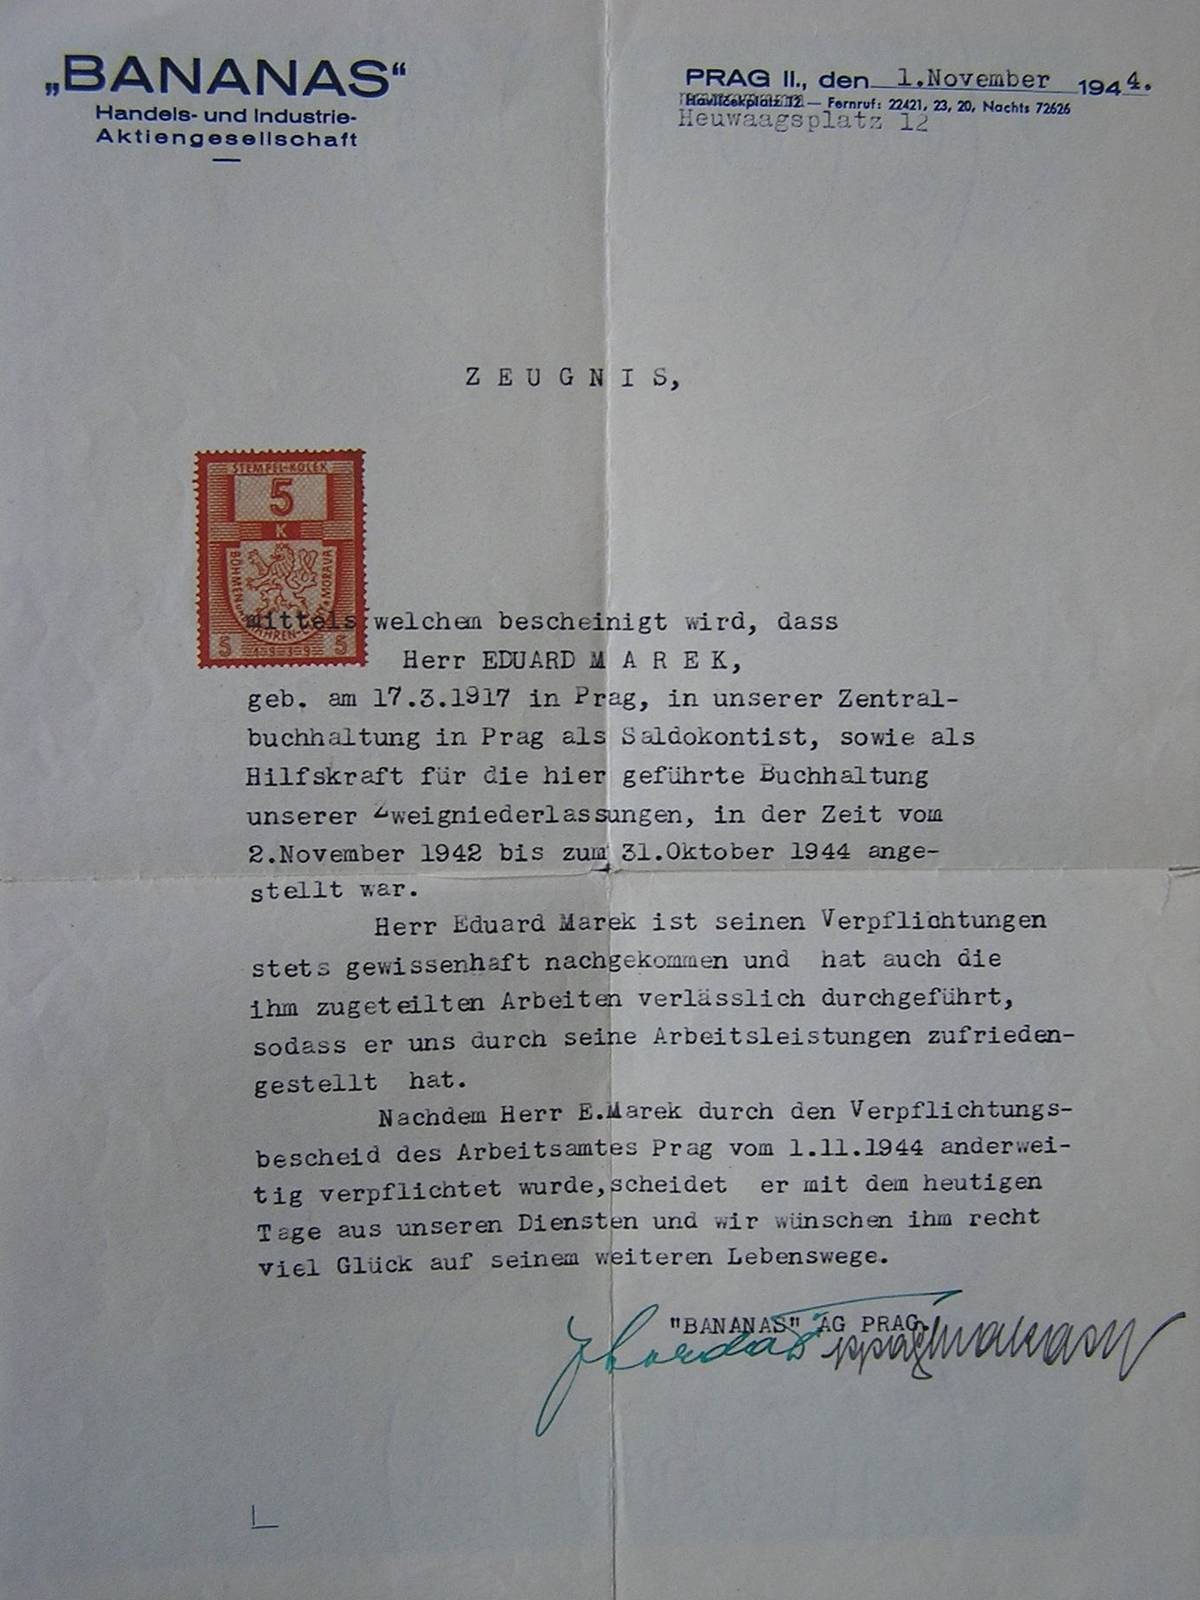 „BANANAS“
Handels- und Industrie-
Aktiengesellschaft
PRAG II., den 1.November 1944.
Havlíčekplatz 12 — Fernruf: 22421, 23, 20, Nachts 72626
Heuwaagsplatz 12
Z E U G N I S,
STEMPEL-KOLEK
5
K
BÖHMEN MÄHREN ČECHY MORAVA
5 1939 5
mittels welchem bescheinigt wird, dass
Herr EDUARD M A R E K,
geb. am 17.3.1917 in Prag, in unserer Zentral-
buchhaltung in Prag als Saldokontist, sowie als
Hilfskraft für die hier geführte Buchhaltung
unserer Zweigniederlassungen, in der Zeit vom
2.November 1942 bis zum 31.Oktober 1944 ange-
stellt war.
Herr Eduard Marek ist seinen Verpflichtungen
stets gewissenhaft nachgekommen und hat auch die
ihm zugeteilten Arbeiten verlässlich durchgeführt,
sodass er uns durch seine Arbeitsleistungen zufrieden-
gestellt hat.
Nachdem Herr E.Marek durch den Verpflichtungs-
bescheid des Arbeitsamtes Prag vom 1.11.1944 anderwei-
tig verpflichtet wurde,scheidet er mit dem heutigen
Tage aus unseren Diensten und wir wünschen ihm recht
viel Glück auf seinem weiteren Lebenswege.
"BANANAS" AG PRAG.